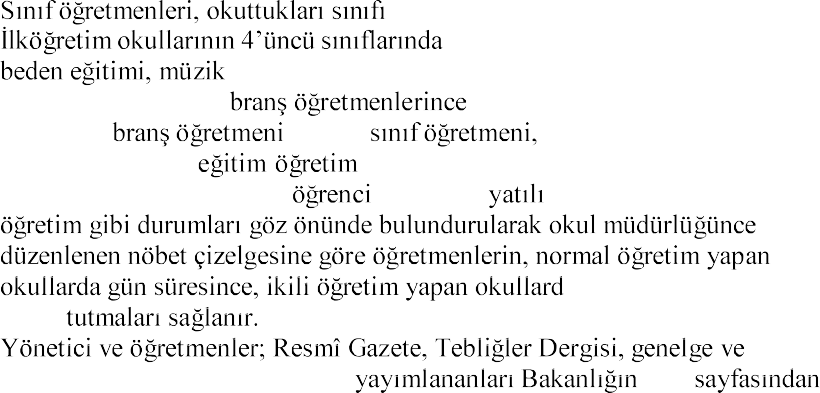 Sınıf öğretmenleri, okuttukları sınıfı
İlköğretim okullarının 4’üncü sınıflarında
beden eğitimi, müzik
branş öğretmenlerince
branş öğretmeni sınıf öğretmeni,
eğitim öğretim
öğrenci yatılı
öğretim gibi durumları göz önünde bulundurularak okul müdürlüğünce
düzenlenen nöbet çizelgesine göre öğretmenlerin, normal öğretim yapan
okullarda gün süresince, ikili öğretim yapan okullard
tutmaları sağlanır.
Yönetici ve öğretmenler; Resmî Gazete, Tebliğler Dergisi, genelge ve
yayımlananları Bakanlığın sayfasından